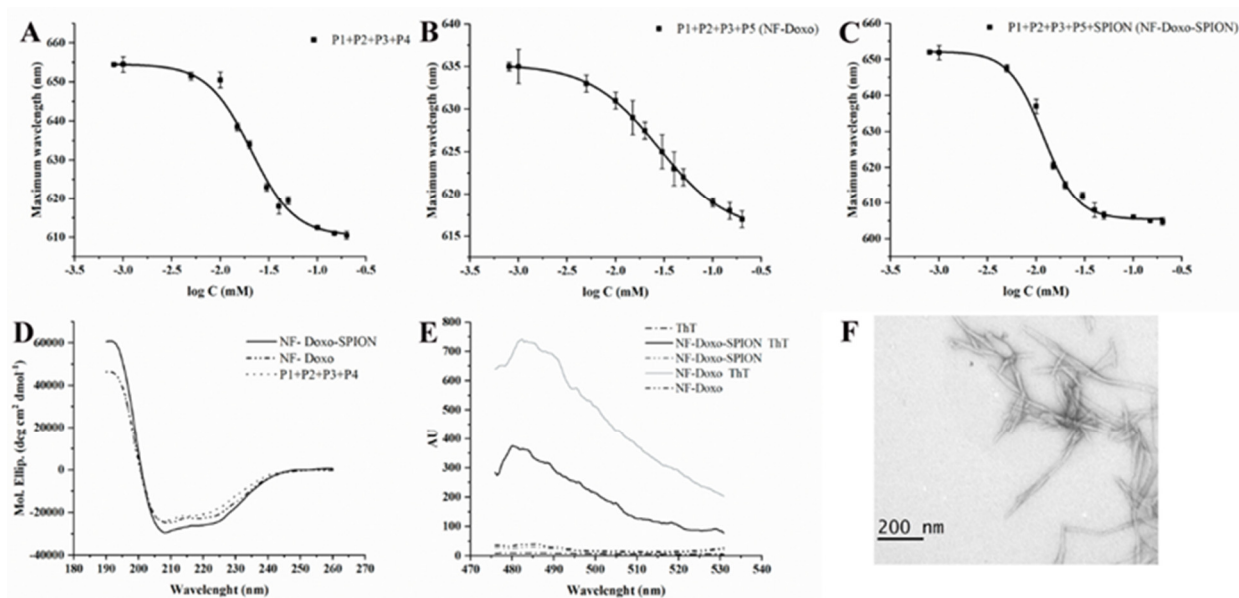 A
P1+P2+P3+P4
Maximum wavelength (nm)
660
650
640
630
620
610
-3.5 -3.0 -2.5 -2.0 -1.5 -1.0 -0.5
log C (mM)
B
P1+P2+P3+P5 (NF-Doxo)
Maximum wavelength (nm)
640
635
630
625
620
615
-3.5 -3.0 -2.5 -2.0 -1.5 -1.0 -0.5
log C (mM)
C
P1+P2+P3+P5+SPION (NF-Doxo-SPION)
Maximum wavelength (nm)
660
650
640
630
620
610
600
-3.5 -3.0 -2.5 -2.0 -1.5 -1.0 -0.5
log C (mM)
D
NF- Doxo-SPION
NF- Doxo
P1+P2+P3+P4
Mol. Ellip. (deg cm2 dmol-1)
60000
40000
20000
0
-20000
-40000
180 190 200 210 220 230 240 250 260 270
Wavelenght (nm)
E
ThT
NF-Doxo-SPION ThT
NF-Doxo-SPION
NF-Doxo ThT
NF-Doxo
AU
800
700
600
500
400
300
200
100
0
470 480 490 500 510 520 530 540
Wavelenght (nm)
F
200 nm